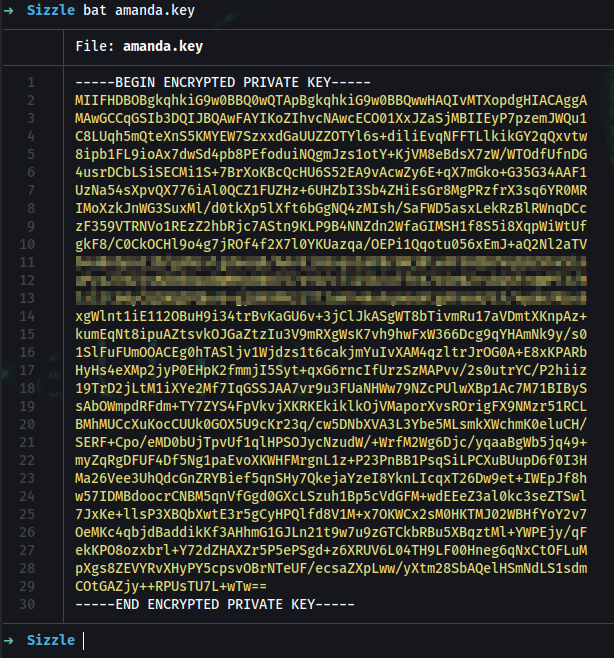 → Sizzle bat amanda.key
File: amanda.key
1 -----BEGIN ENCRYPTED PRIVATE KEY-----
2 MIIFHDBOBgkqhkiG9w0BBQ0wQTApBgkqhkiG9w0BBQwwHAQIvMTXopdgHIACAggA
3 MAwGCCqGSIb3DQIJBQAwFAYIKoZIhvcNAwcECO01XxJZaSjMBIIEyP7pzemJWQu1
4 C8LUqh5mQteXnS5KMYEW7SzxxdGaUUZZOTYl6s+diliEvqNFFTLlkikGY2qQxvtw
5 8ipb1FL9ioAx7dwSd4pb8PEfoduiNQgmJzs1otY+KjVM8eBdsX7zW/WTOdfUfnDG
6 4usrDCbLSiSECMi1S+7BrXoKBcQcHU6S52EA9vAcwZy6E+qX7mGko+G35G34AAF1
7 UzNa54sXpvQX776iAl0QCZ1FUZHz+6UHZbI3Sb4ZHiEsGr8MgPRzfrX3sq6YR0MR
8 IMoXzkJnWG3SuxMl/d0tkXp5lXft6bGgNQ4zMIsh/SaFWD5asxLekRzBlRWnqDCc
9 zF359VTRNVo1REzZ2hbRjc7AStn9KLP9B4NNZdn2WfaGIMSH1f8S5i8XqpWiWtUf
10 gkF8/C0CkOCHl9o4g7jROf4f2X7l0YKUazqa/OEPi1Qqotu056xEmJ+aQ2Nl2aTV
11
12
13
14 xgWlnt1iE112OBuH9i34trBvKaGU6v+3jClJkASgWT8bTivmRu17aVDmtXKnpAz+
15 kumEqNt8ipuAZtsvkOJGaZtzIu3V9mRXgWsK7vh9hwFxW366Dcg9qYHAmNk9y/s0
16 1SlFuFUmOOACEg0hTASljv1Wjdzs1t6cakjmYuIvXAM4qzltrJrOG0A+E8xKPARb
17 HyHs4eXMp2jyP0EHpK2fmmjI5Syt+qxG6rncIfUrzSzMAPvv/2s0utrYC/P2hiiz
18 19TrD2jLtM1iXYe2Mf7IqGSSJAA7vr9u3FUaNHWw79NZcPUlwXBp1Ac7M71BIByS
19 sAbOWmpdRFdm+TY7ZYS4FpVkvjXKRKEkiklkOjVMaporXvsROrigFX9NMzr51RCL
20 BMhMUCcXuKocCUUk0GOX5U9cKr23q/cw5DNbXVA3L3Ybe5MLsmkXWchmK0eluCH/
21 SERF+Cpo/eMD0bUjTpvUf1qlHPSOJycNzudW/+WrfM2Wg6Djc/yqaaBgWb5jq49+
22 myZqRgDFUF4Df5Ng1paEvoXKWHFMrgnL1z+P23PnBB1PsqSiLPCXuBUupD6f0I3H
23 Ma26Vee3UhQdcGnZRYBief5qnSHy7QkejaYzeI8YknLIcqxT26Dw9et+IWEpJf8h
24 w57IDMBdoocrCNBM5qnVfGgd0GXcLSzuh1Bp5cVdGFM+wdEEeZ3al0kc3seZTSwl
25 7JxKe+llsP3XBQbXwtE3r5gCyHPQlfd8V1M+x7OKWCx2sM0HKTMJ02WBHfYoY2v7
26 OeMKc4qbjdBaddikKf3AHhmG1GJLn21t9w7u9zGTCkbRBu5XBqztMl+YWPEjy/qF
27 ekKPO8ozxbrl+Y72dZHAXZr5P5ePSgd+z6XRUV6L04TH9LF00Hneg6qNxCtOFLuM
28 pXgs8ZEVYRvXHyPY5cpsvOBrNTeUF/ecsaZXpLww/yXtm28SbAQelHSmNdLS1sdm
29 COtGAZjy++RPUsTU7L+wTw==
30 -----END ENCRYPTED PRIVATE KEY-----
→ Sizzle